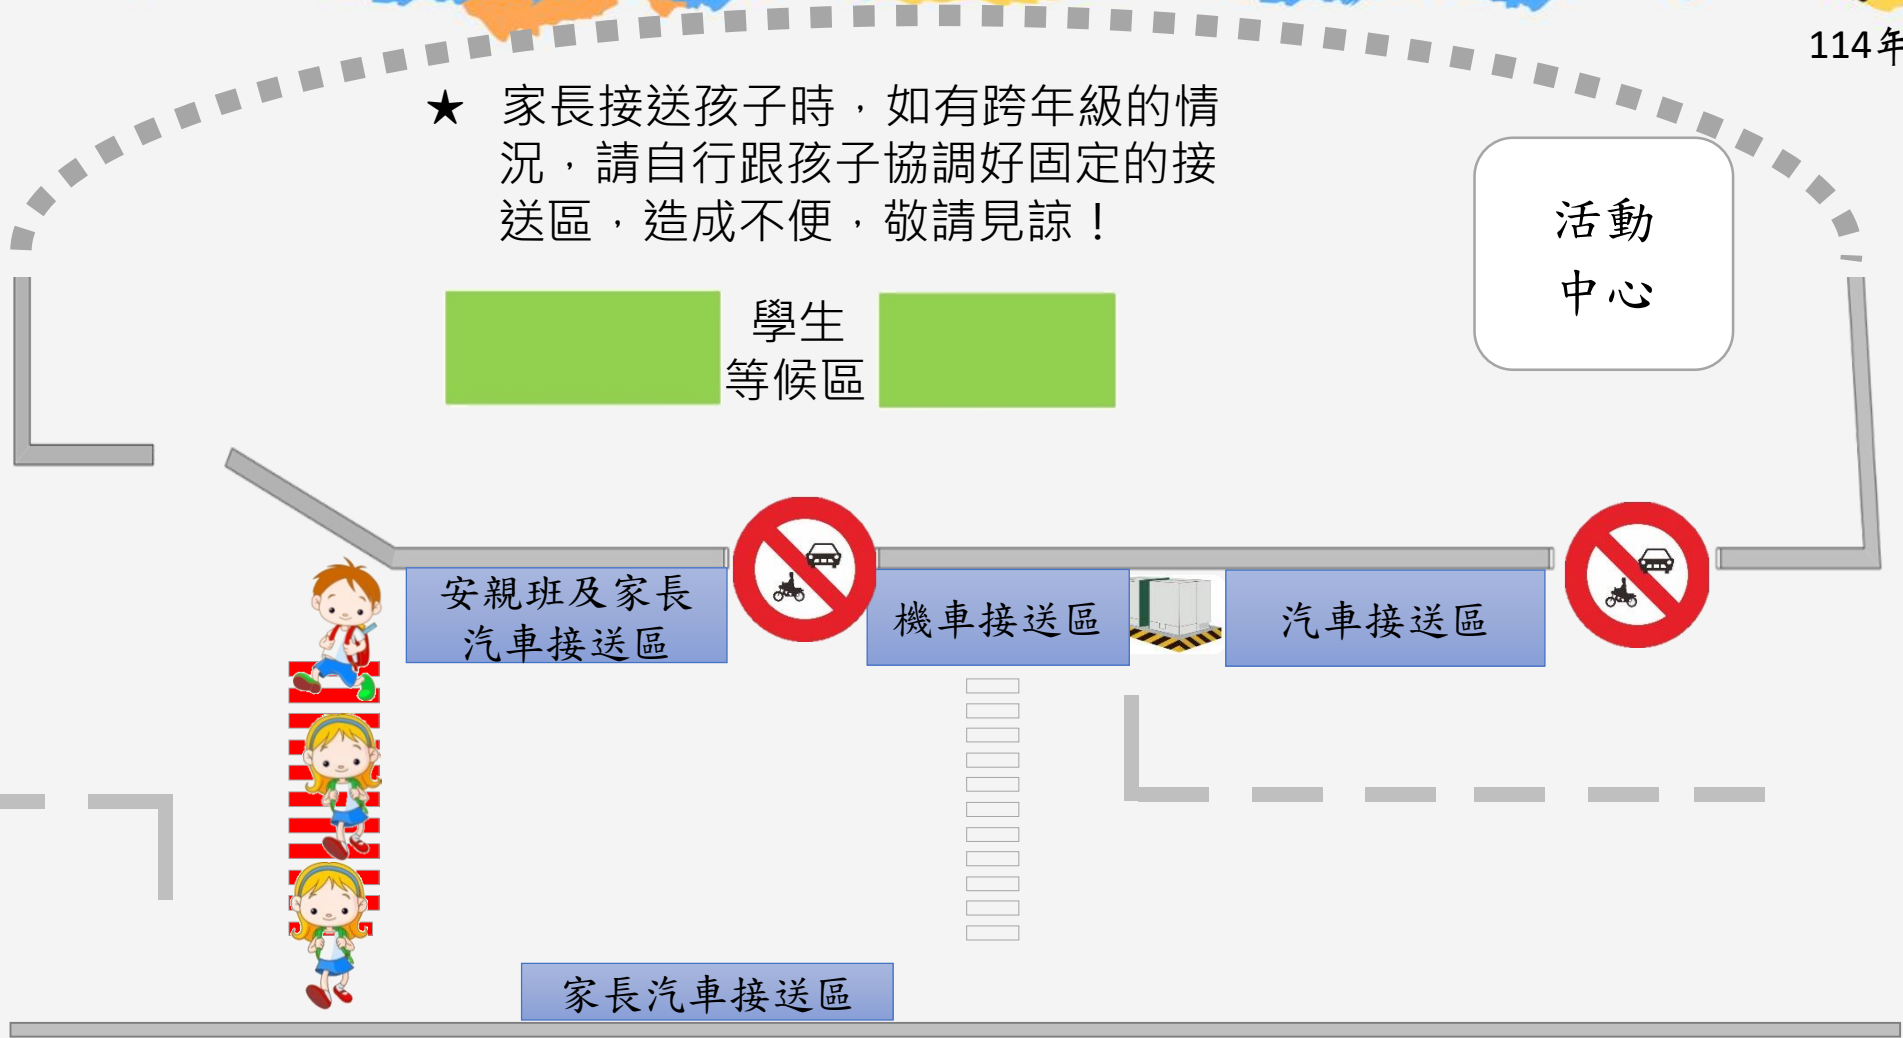 114年
★ 家長接送孩子時，如有跨年級的情
況，請自行跟孩子協調好固定的接
送區，造成不便，敬請見諒！
活動
中心
學生
等候區
安親班及家長
汽車接送區
機車接送區
汽車接送區
家長汽車接送區